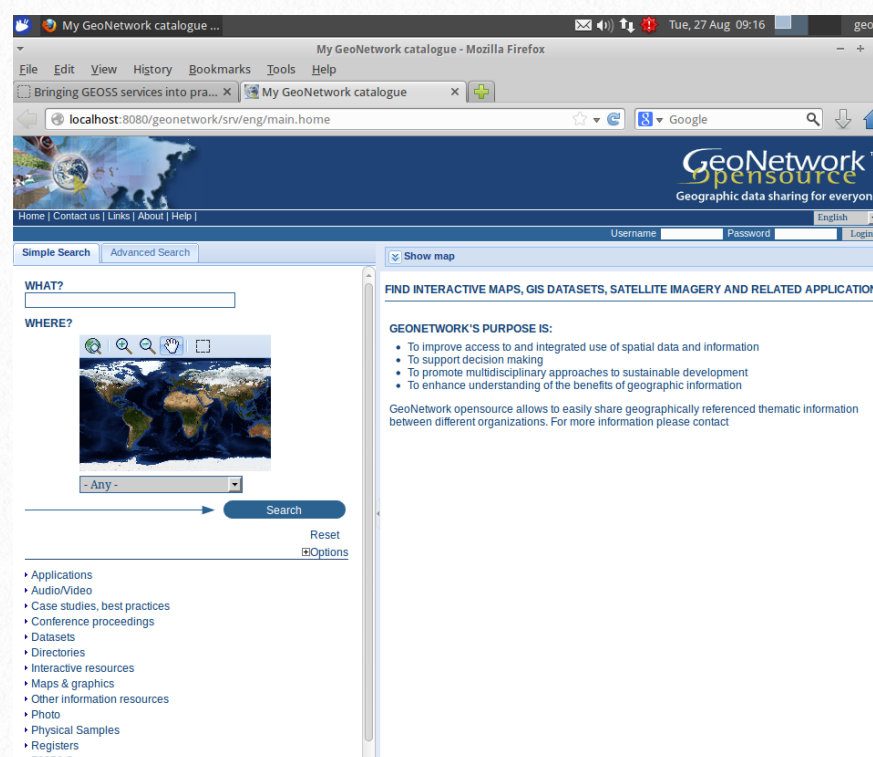 My GeoNetwork catalogue ...
Tue, 27 Aug 09:16
geo
My GeoNetwork catalogue - Mozilla Firefox
File Edit View History Bookmarks Tools Help
Bringing GEOSS services into pra...
My GeoNetwork catalogue
localhost:8080/geonetwork/srv/eng/main.home
Google
GeoNetwork
Opensource
Geographic data sharing for everyon
Home | Contact us | Links | About | Help |
English
Username Password Login
Simple Search Advanced Search
Show map
WHAT?
FIND INTERACTIVE MAPS, GIS DATASETS, SATELLITE IMAGERY AND RELATED APPLICATION
WHERE?
GEONETWORK'S PURPOSE IS:
To improve access to and integrated use of spatial data and information
To support decision making
To promote multidisciplinary approaches to sustainable development
To enhance understanding of the benefits of geographic information
GeoNetwork opensource allows to easily share geographically referenced thematic information
between different organizations. For more information please contact
- Any -
Search
Reset
Options
Applications
Audio/Video
Case studies, best practices
Conference proceedings
Datasets
Directories
Interactive resources
Maps & graphics
Other information resources
Photo
Physical Samples
Registers